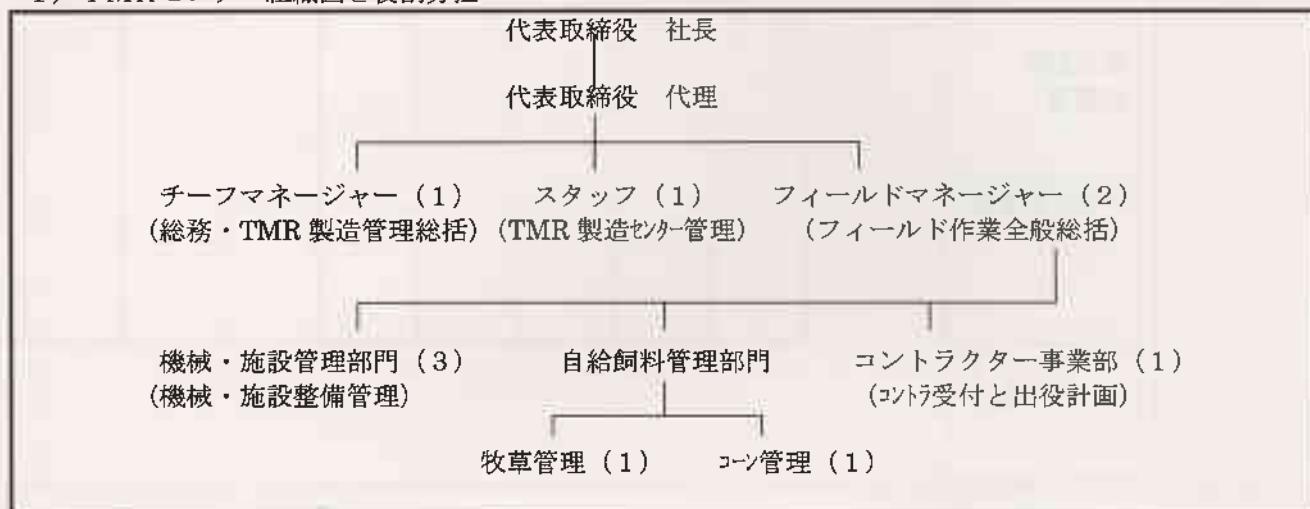 代表取締役 社長
代表取締役 代理
チーフマネージャー(1) スタッフ(1) フィールドマネージャー(2)
(総務・TMR 製造管理総括) (TMR 製造センター管理) (フィールド作業全般総括)
機械・施設管理部門(3) 自給飼料管理部門 コントラクター事業部(1)
(機械・施設整備管理) (コントラ受付と出役計画)
牧草管理(1) コーン管理(1)